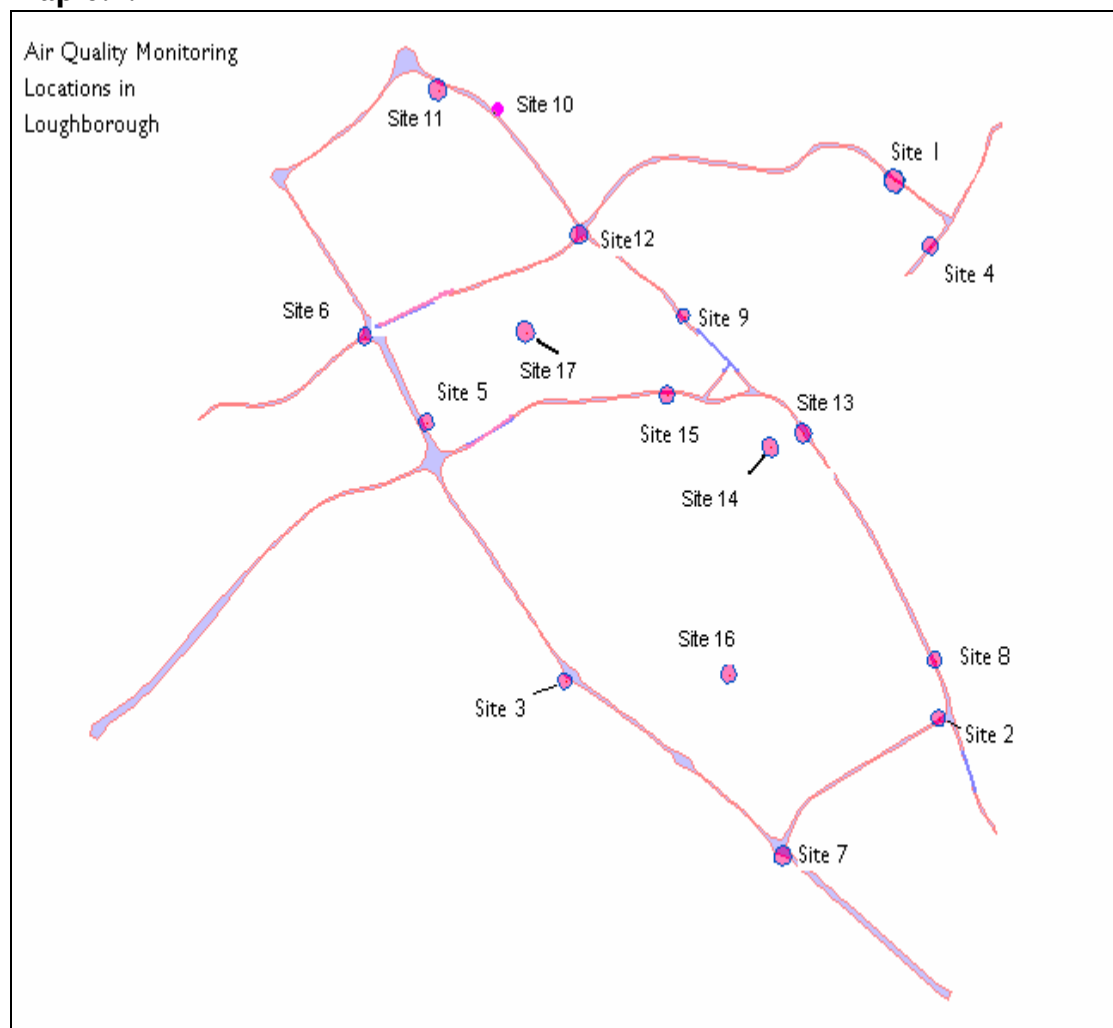 Air Quality Monitoring
Locations in
Loughborough
Site 11
Site 10
Site 1
Site12
Site 4
Site 6
Site 9
Site 17
Site 5
Site 13
Site 15
Site 14
Site 16
Site 8
Site 3
Site 2
Site 7